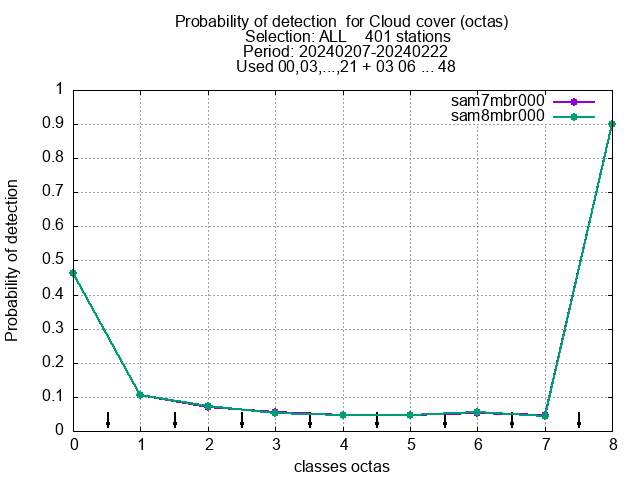 Probability of detection  for Cloud cover (octas)
Selection: ALL    401 stations
Period: 20240207-20240222
Used 00,03,...,21 + 03 06 ... 48
sam7mbr000
sam8mbr000
1
0.9
0.8
0.7
0.6
0.5
0.4
0.3
0.2
0.1
0
Probability of detection
0 1 2 3 4 5 6 7 8
classes octas